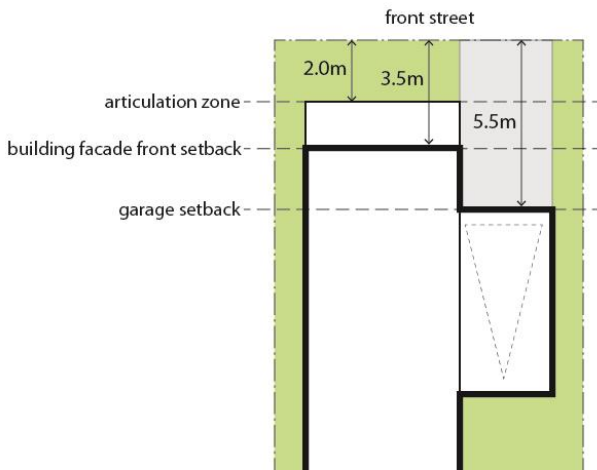 front street
2.0m
3.5m
articulation zone
5.5m
building facade front setback
garage setback